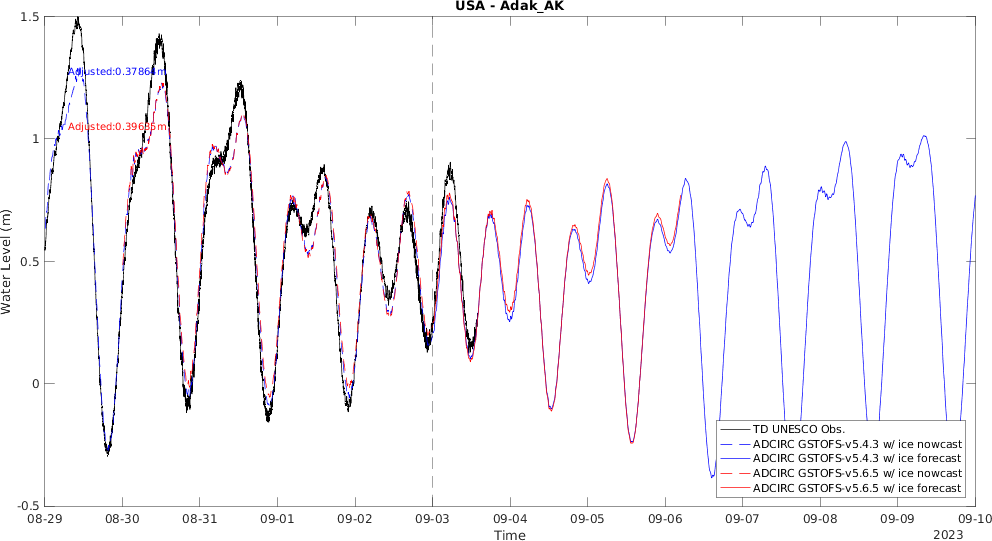 USA - Adak_AK
1.5
1
0.5
0
-0.5
Water Level (m)
Adjusted:0.3786
Adjusted:0.396
TD UNESCO Obs.
ADCIRC GSTOFS-v5.4.3 w/ ice nowcast
ADCIRC GSTOFS-v5.4.3 w/ ice forecast
ADCIRC GSTOFS-v5.6.5 w/ ice nowcast
ADCIRC GSTOFS-v5.6.5 w/ ice forecast
08-29 08-30 08-31 09-01 09-02 09-03 09-04 09-05 09-06 09-07 09-08 09-09 09-10
Time
2023